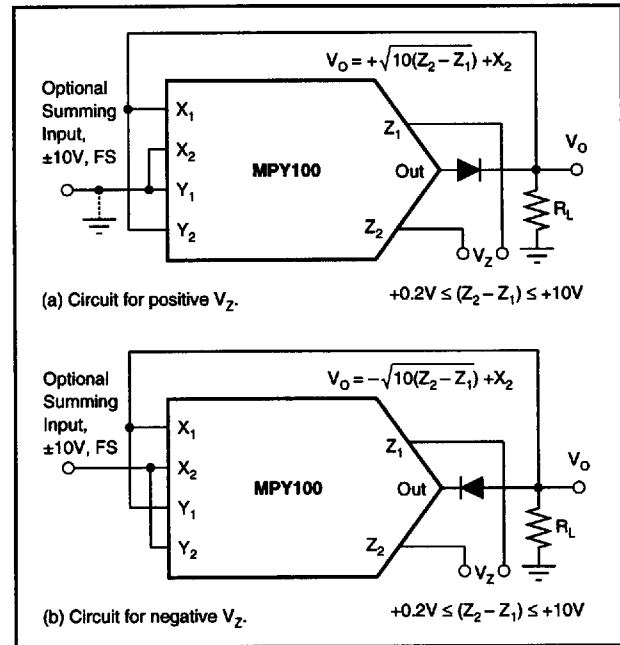 V_O = +√10(Z_2 – Z_1) +X_2
Optional
Summing
Input,
±10V, FS
X_1
X_2
Y_1
Y_2
MPY100
Z_1
Out
Z_2
V_O
R_L
V_Z
(a) Circuit for positive V_Z.
+0.2V ≤ (Z_2 – Z_1) ≤ +10V
V_O = –√10(Z_2 – Z_1) +X_2
Optional
Summing
Input,
±10V, FS
X_1
X_2
Y_1
Y_2
MPY100
Z_1
Out
Z_2
V_O
R_L
V_Z
(b) Circuit for negative V_Z.
+0.2V ≤ (Z_2 – Z_1) ≤ +10V